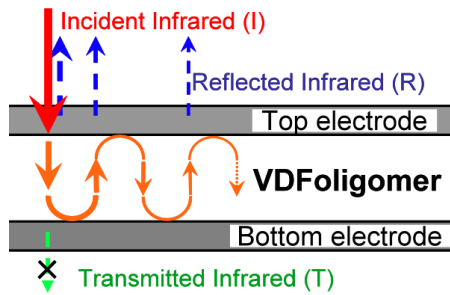 Incident Infrared (I)
Reflected Infrared (R)
Top electrode
VDFoligomer
Bottom electrode
Transmitted Infrared (T)